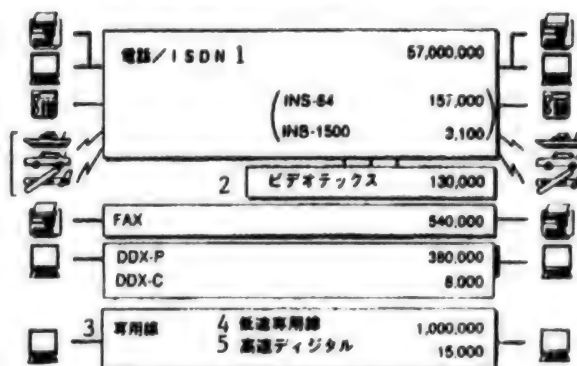 電話／ISDN 1 57,000,000
(INS-64 157,000
INS-1500 3,100)
2 ビデオテックス 130,000
FAX 540,000
DDX-P 380,000
DDX-C 8,000
3 専用線 4 低速専用線 1,000,000
5 高速ディジタル 15,000